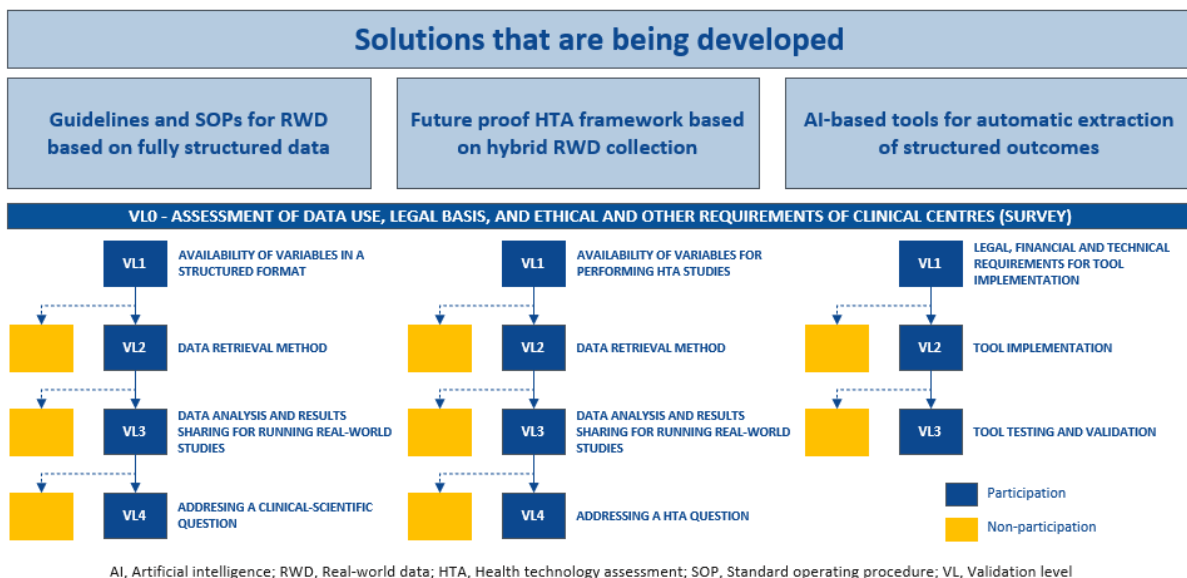 Solutions that are being developed
Guidelines and SOPs for RWD
based on fully structured data
Future proof HTA framework based
on hybrid RWD collection
AI-based tools for automatic extraction
of structured outcomes
VL0 - ASSESSMENT OF DATA USE, LEGAL BASIS, AND ETHICAL AND OTHER REQUIREMENTS OF CLINICAL CENTRES (SURVEY)
VL1
AVAILABILITY OF VARIABLES IN A
STRUCTURED FORMAT
VL2
DATA RETRIEVAL METHOD
VL3
DATA ANALYSIS AND RESULTS
SHARING FOR RUNNING REAL-WORLD
STUDIES
VL4
ADDRESING A CLINICAL-SCIENTIFIC
QUESTION
VL1
AVAILABILITY OF VARIABLES FOR
PERFORMING HTA STUDIES
VL2
DATA RETRIEVAL METHOD
VL3
DATA ANALYSIS AND RESULTS
SHARING FOR RUNNING REAL-WORLD
STUDIES
VL4
ADDRESSING A HTA QUESTION
VL1
LEGAL, FINANCIAL AND TECHNICAL
REQUIREMENTS FOR TOOL
IMPLEMENTATION
VL2
TOOL IMPLEMENTATION
VL3
TOOL TESTING AND VALIDATION
Participation
Non-participation
AI, Artificial intelligence; RWD, Real-world data; HTA, Health technology assessment; SOP, Standard operating procedure; VL, Validation level